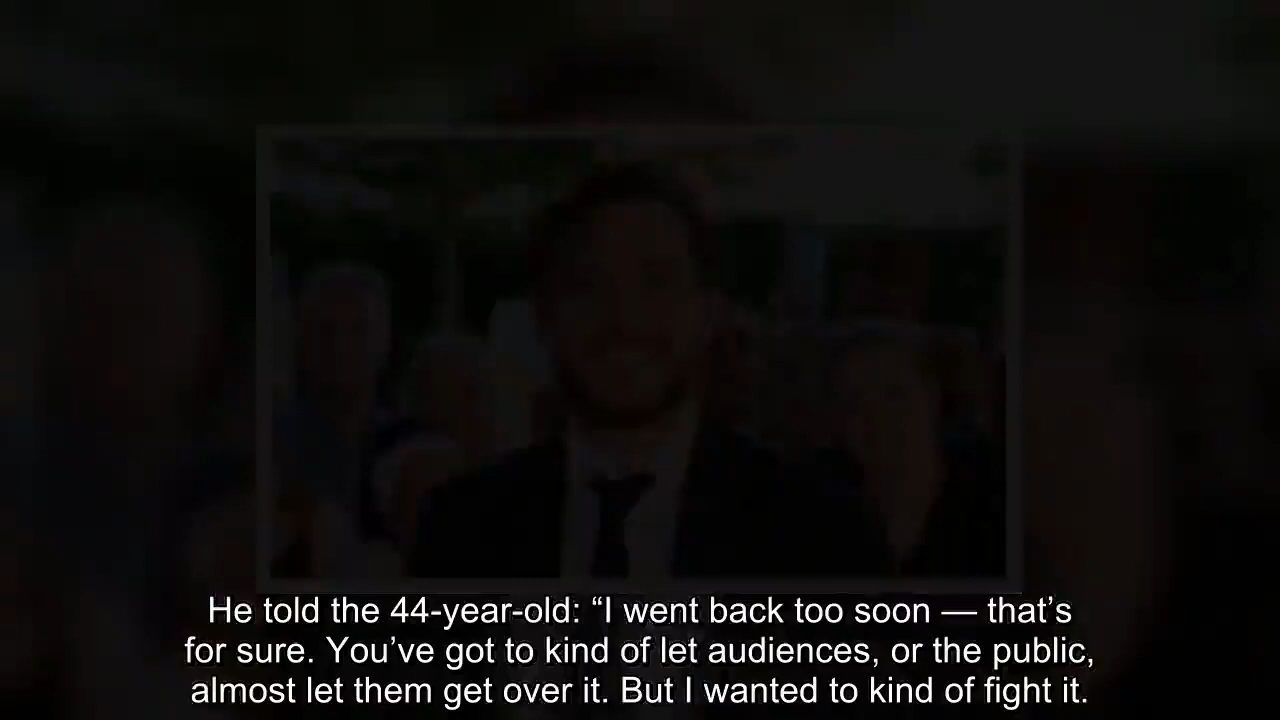 He told the 44-year-old: “I went back too soon — that’s
for sure. You’ve got to kind of let audiences, or the public,
almost let them get over it. But I wanted to kind of fight it.